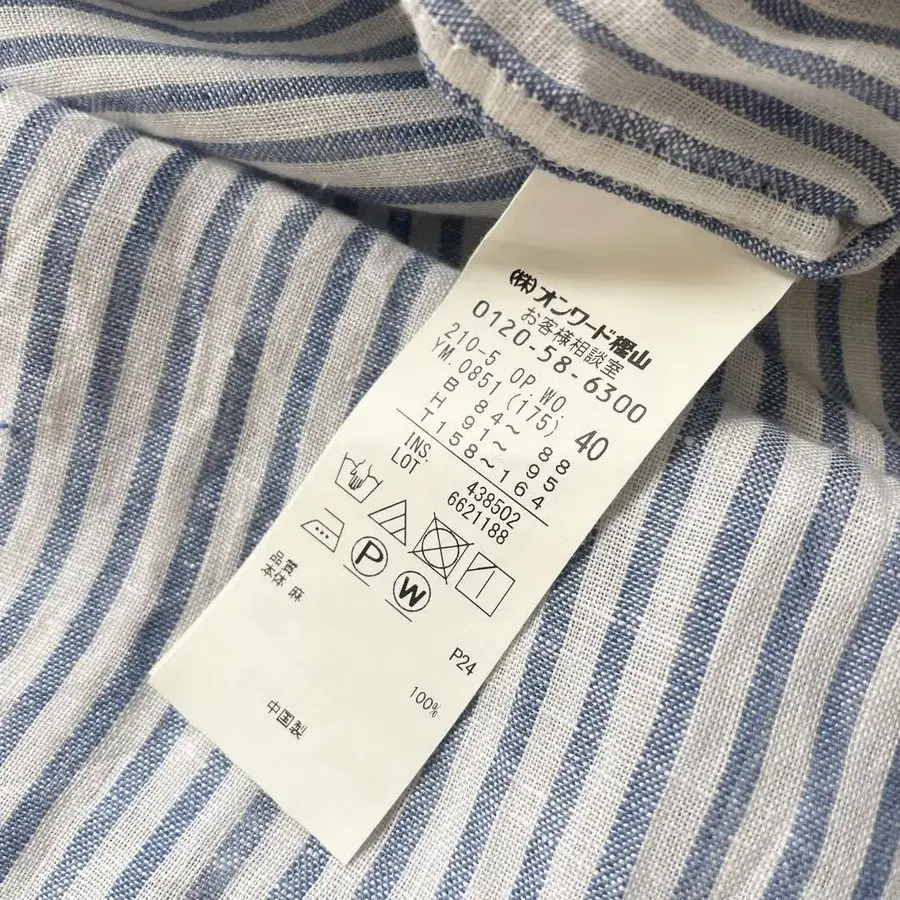 (株)オンワード樫山
お客様相談室
0120-58-6300
210-5 OP WO.
YM.0851(i75) 40
B 84~ 88
H 91~ 95
T 158~164
INS. 438502
LOT 6621188
P
W
品質
本体 麻 100%
P24
中国製